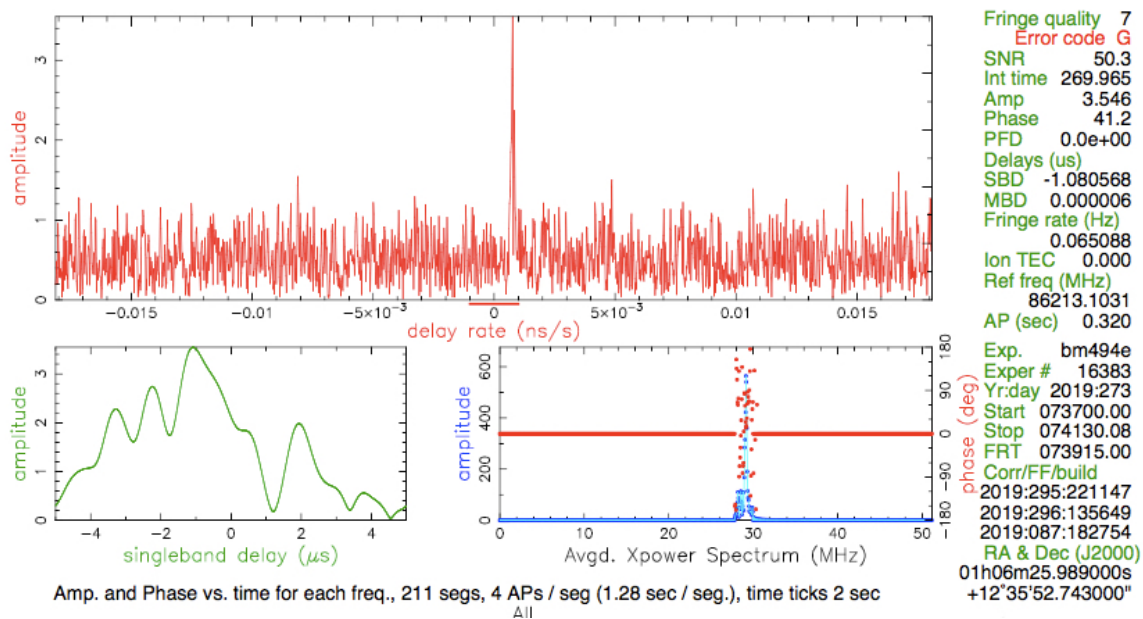 Fringe quality 7
Error code G
SNR 50.3
Int time 269.965
Amp 3.546
Phase 41.2
PFD 0.0e+00
Delays (us)
SBD -1.080568
MBD 0.000006
Fringe rate (Hz)
0.065088
Ion TEC 0.000
Ref freq (MHz)
86213.1031
AP (sec) 0.320
Exp. bm494e
Exper # 16383
Yr:day 2019:273
Start 073700.00
Stop 074130.08
FRT 073915.00
Corr/FF/build
2019:295:221147
2019:296:135649
2019:087:182754
RA & Dec (J2000)
01h06m25.989000s
+12°35'52.743000"
amplitude
3
2
1
0
−0.015 −0.01 −5×10⁻³ 0 5×10⁻³ 0.01 0.015
delay rate (ns/s)
amplitude
3
2
1
0
−4 −2 0 2 4
singleband delay (μs)
amplitude
600
400
200
0
180
90
0
−90
−180
phase (deg)
0 10 20 30 40 50
Avgd. Xpower Spectrum (MHz)
Amp. and Phase vs. time for each freq., 211 segs, 4 APs / seg (1.28 sec / seg.), time ticks 2 sec
All